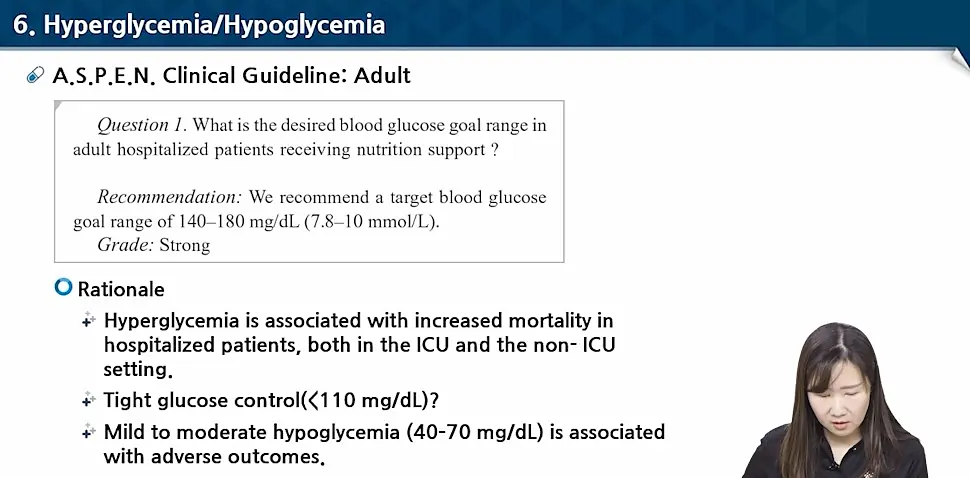 6. Hyperglycemia/Hypoglycemia
A.S.P.E.N. Clinical Guideline: Adult
Question 1. What is the desired blood glucose goal range in
adult hospitalized patients receiving nutrition support ?
Recommendation: We recommend a target blood glucose
goal range of 140–180 mg/dL (7.8–10 mmol/L).
Grade: Strong
Rationale
Hyperglycemia is associated with increased mortality in
hospitalized patients, both in the ICU and the non- ICU
setting.
Tight glucose control(<110 mg/dL)?
Mild to moderate hypoglycemia (40-70 mg/dL) is associated
with adverse outcomes.